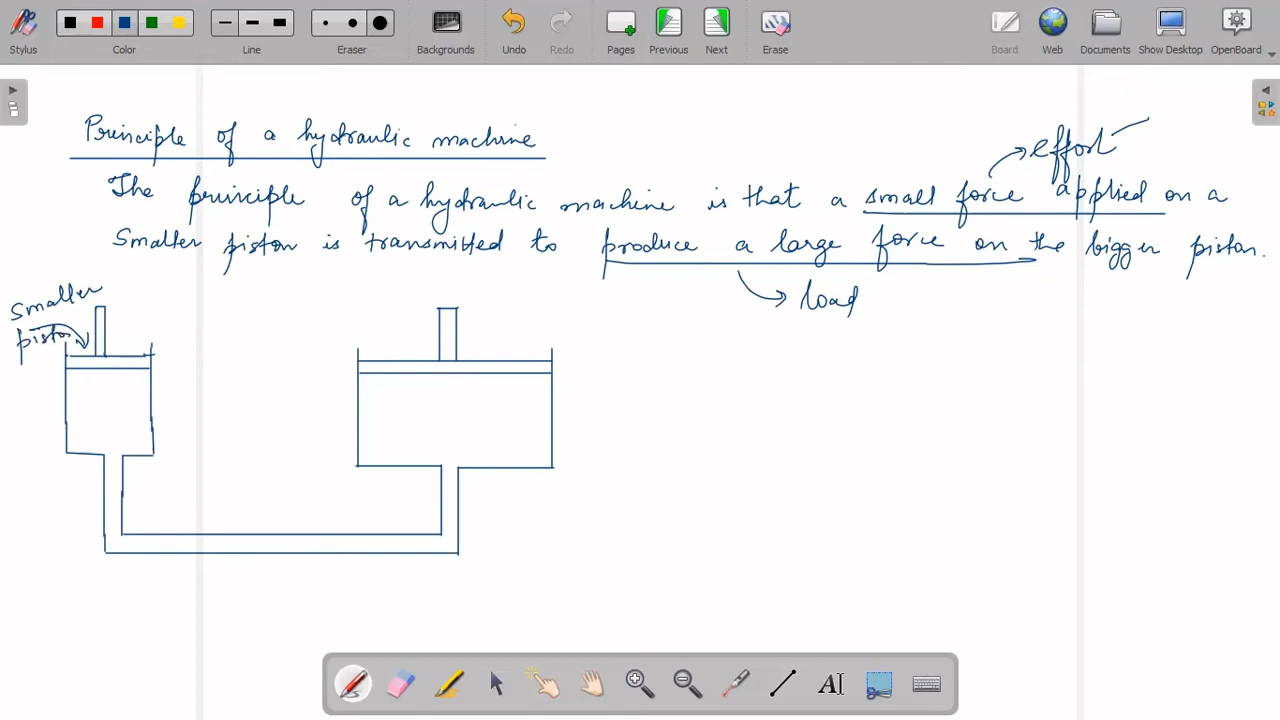 Stylus Color Line Eraser Backgrounds Undo Redo Pages Previous Next Erase Board Web Documents Show Desktop OpenBoard
Principle of a hydraulic machine
effort
The principle of a hydraulic machine is that a small force applied on a
smaller piston is transmitted to produce a large force on the bigger piston.
load
smaller
piston